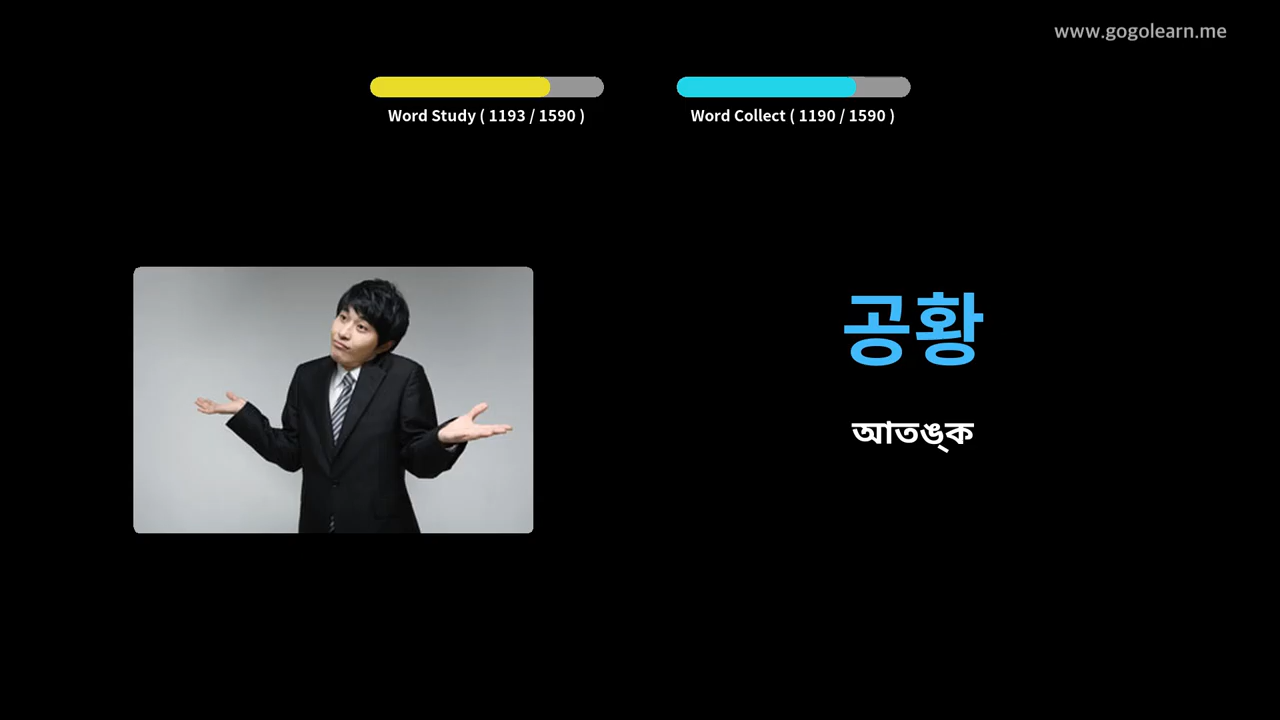 www.gogolearn.me
Word Study ( 1193 / 1590 )
Word Collect ( 1190 / 1590 )
공황
আতঙ্ক